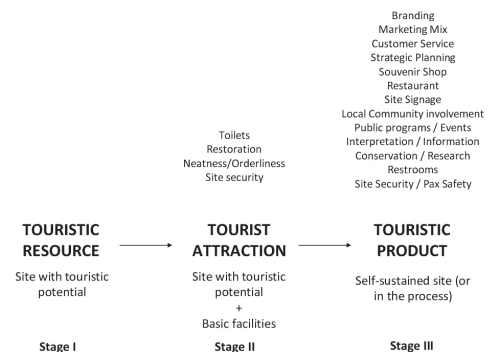 Branding
Marketing Mix
Customer Service
Strategic Planning
Souvenir Shop
Restaurant
Site Signage
Local Community involvement
Public programs / Events
Interpretation / Information
Conservation / Research
Restrooms
Site Security / Pax Safety
Toilets
Restoration
Neatness/Orderliness
Site security
TOURISTIC
RESOURCE
Site with touristic
potential
Stage I
TOURIST
ATTRACTION
Site with touristic
potential
+
Basic facilities
Stage II
TOURISTIC
PRODUCT
Self-sustained site (or
in the process)
Stage III